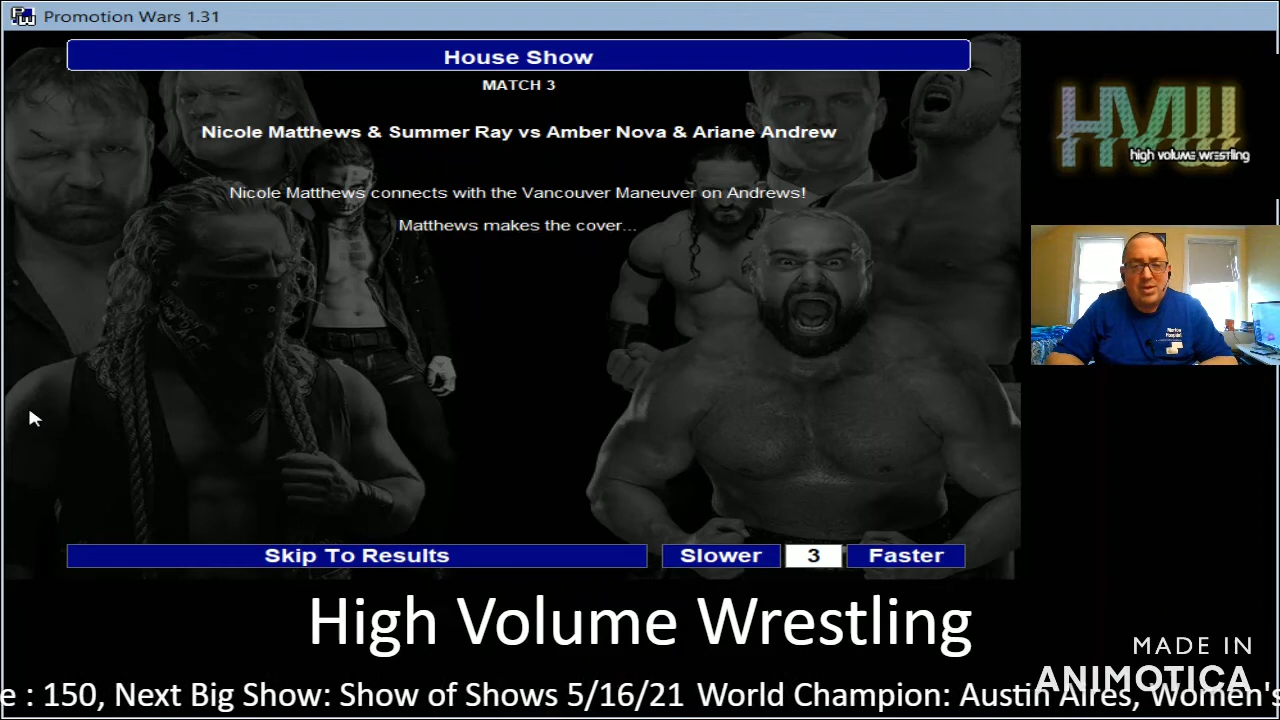 Promotion Wars 1.31
House Show
MATCH 3
Nicole Matthews & Summer Ray vs Amber Nova & Ariane Andrew
Nicole Matthews connects with the Vancouver Maneuver on Andrews!
Matthews makes the cover...
HVW
high volume wrestling
Skip To Results
Slower
3
Faster
High Volume Wrestling
MADE IN
ANIMOTICA
e : 150, Next Big Show: Show of Shows 5/16/21 World Champion: Austin Aires, Women's